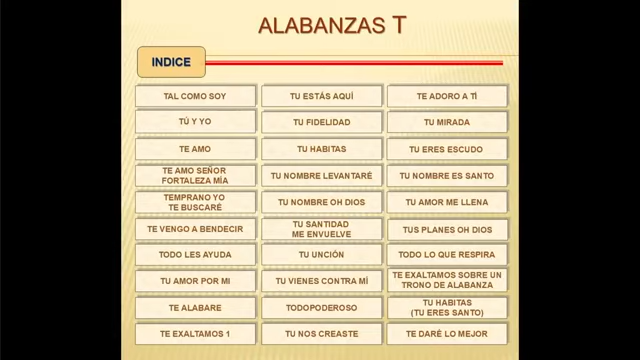 ALABANZAS T
INDICE
TAL COMO SOY
TU ESTÁS AQUÍ
TE ADORO A TÍ
TÚ Y YO
TU FIDELIDAD
TU MIRADA
TE AMO
TU HABITAS
TU ERES ESCUDO
TE AMO SEÑOR
FORTALEZA MÍA
TU NOMBRE LEVANTARÉ
TU NOMBRE ES SANTO
TEMPRANO YO
TE BUSCARÉ
TU NOMBRE OH DIOS
TU AMOR ME LLENA
TE VENGO A BENDECIR
TU SANTIDAD
ME ENVUELVE
TUS PLANES OH DIOS
TODO LES AYUDA
TU UNCIÓN
TODO LO QUE RESPIRA
TU AMOR POR MI
TU VIENES CONTRA MÍ
TE EXALTAMOS SOBRE UN
TRONO DE ALABANZA
TE ALABARE
TODOPODEROSO
TU HABITAS
(TU ERES SANTO)
TE EXALTAMOS 1
TU NOS CREASTE
TE DARÉ LO MEJOR